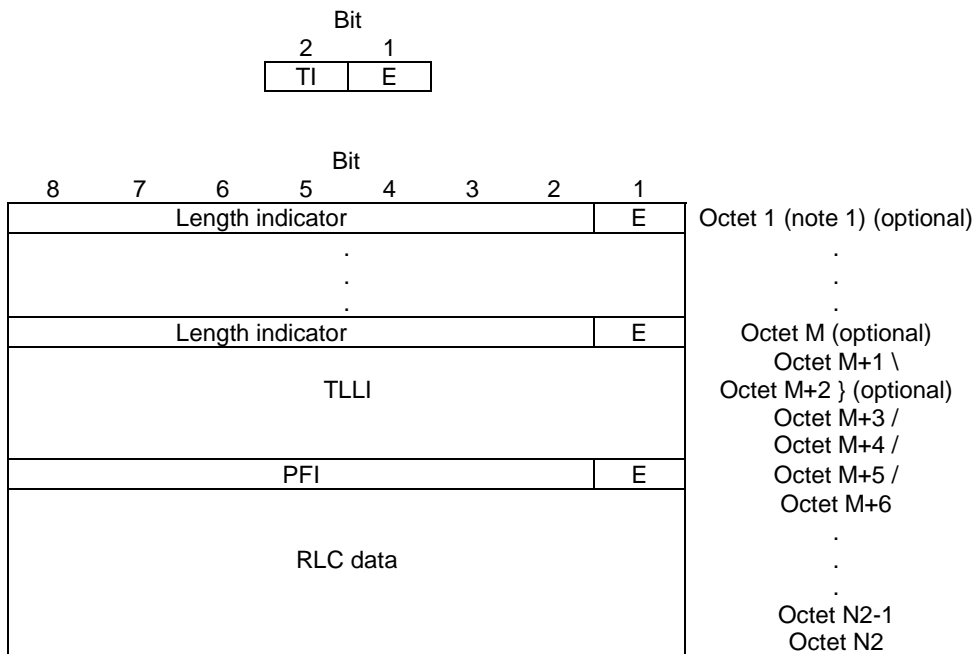 Bit
2 1
TI E
Bit
8 7 6 5 4 3 2 1
Length indicator E Octet 1 (note 1) (optional)
. .
. .
. .
Length indicator E Octet M (optional)
Octet M+1 \
TLLI Octet M+2 } (optional)
Octet M+3 /
Octet M+4 /
PFI E Octet M+5 /
Octet M+6
.
RLC data .
.
Octet N2-1
Octet N2